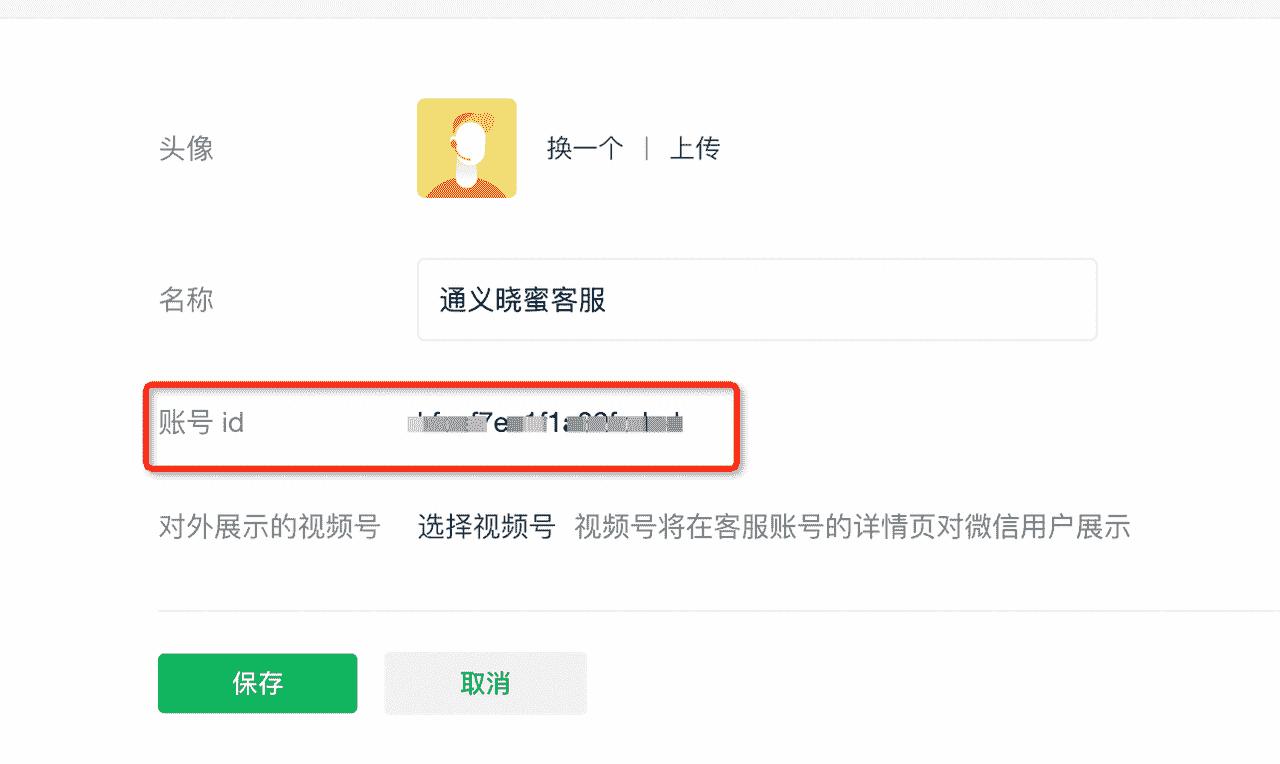 头像 换一个 | 上传
名称 通义晓蜜客服
账号 id
对外展示的视频号 选择视频号 视频号将在客服账号的详情页对微信用户展示
保存 取消